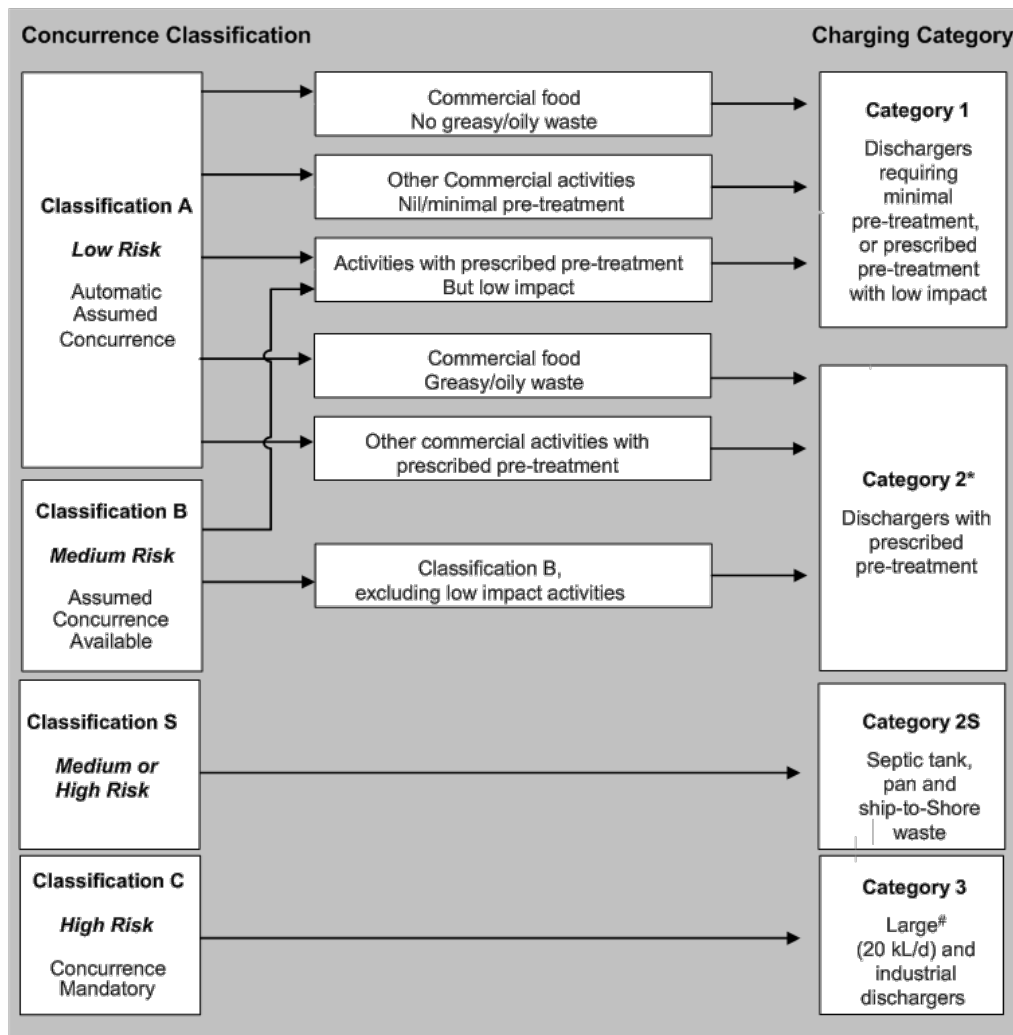 Concurrence Classification
Charging Category
Classification A
Low Risk
Automatic
Assumed
Concurrence
Commercial food
No greasy/oily waste
Other Commercial activities
Nil/minimal pre-treatment
Activities with prescribed pre-treatment
But low impact
Commercial food
Greasy/oily waste
Other commercial activities with
prescribed pre-treatment
Category 1
Dischargers
requiring
minimal
pre-treatment,
or prescribed
pre-treatment
with low impact
Classification B
Medium Risk
Assumed
Concurrence
Available
Classification B,
excluding low impact activities
Category 2*
Dischargers with
prescribed
pre-treatment
Classification S
Medium or
High Risk
Category 2S
Septic tank,
pan and
ship-to-Shore
waste
Classification C
High Risk
Concurrence
Mandatory
Category 3
Large#
(20 kL/d) and
industrial
dischargers